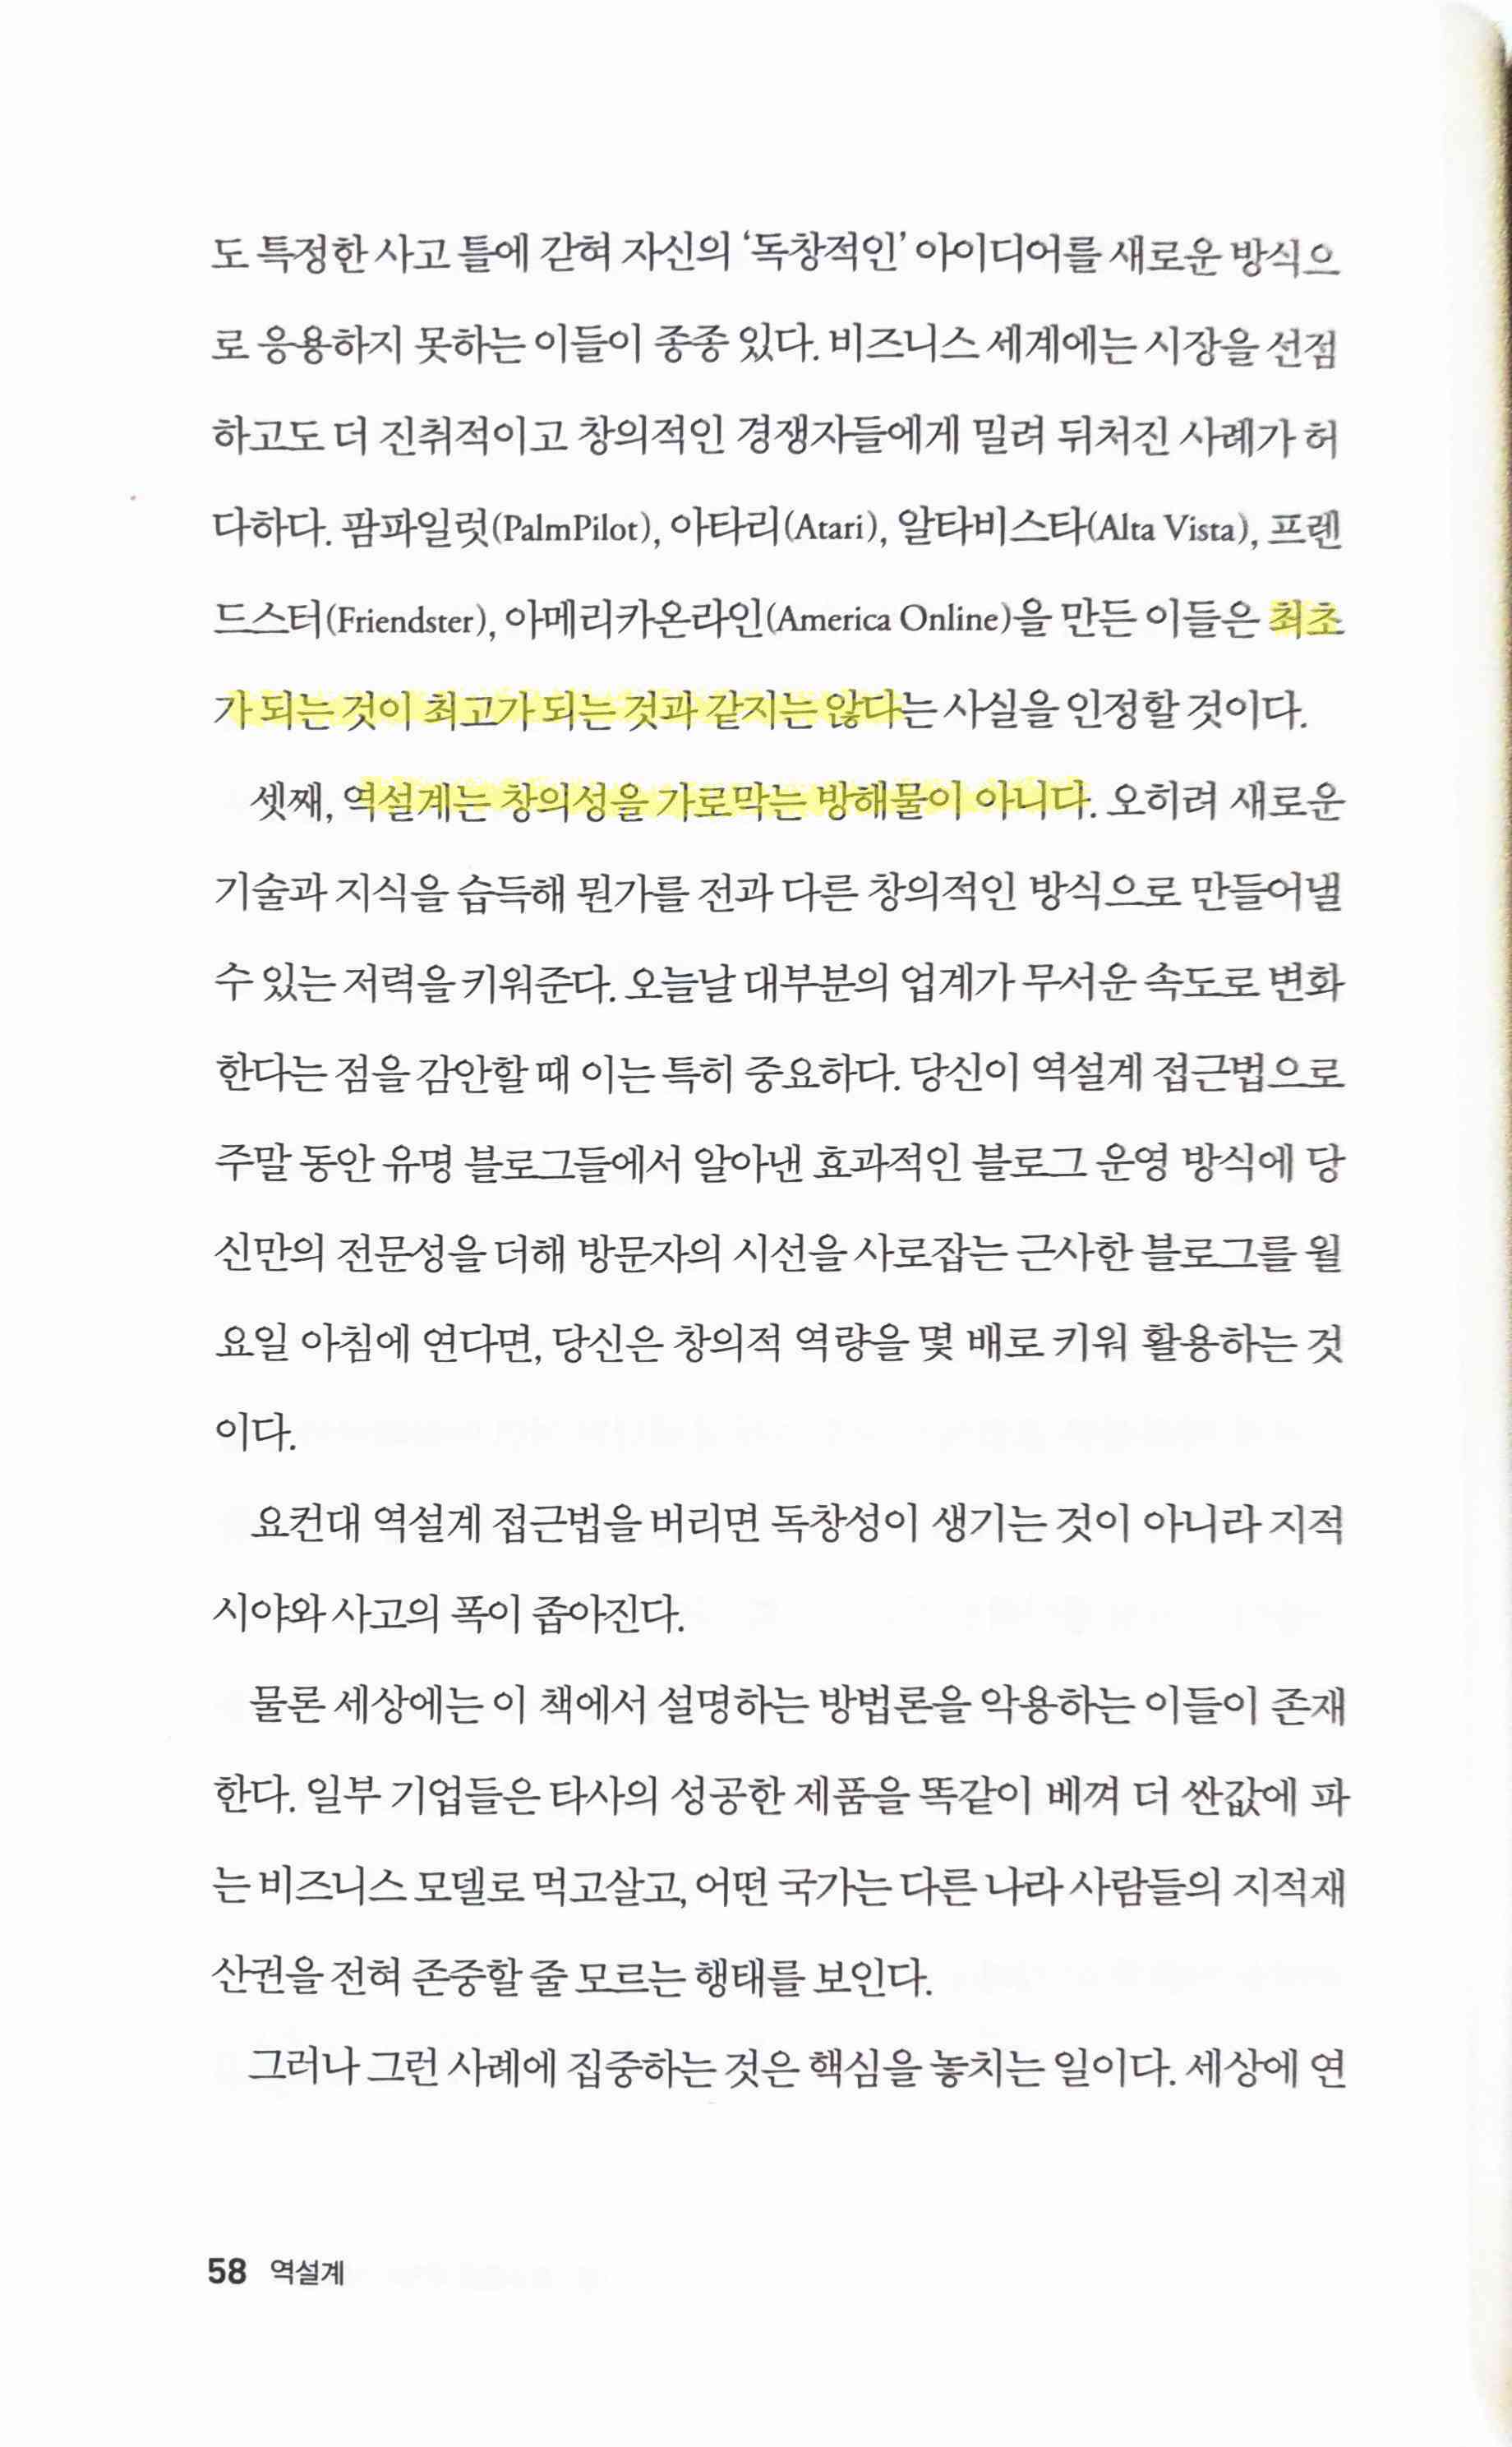 도 특정한 사고 틀에 갇혀 자신의 ‘독창적인’ 아이디어를 새로운 방식으
로 응용하지 못하는 이들이 종종 있다. 비즈니스 세계에는 시장을 선점
하고도 더 진취적이고 창의적인 경쟁자들에게 밀려 뒤처진 사례가 허
다하다. 팜파일럿(PalmPilot), 아타리(Atari), 알타비스타(Alta Vista), 프렌
드스터(Friendster), 아메리카온라인(America Online)을 만든 이들은 최초
가 되는 것이 최고가 되는 것과 같지는 않다는 사실을 인정할 것이다.
셋째, 역설계는 창의성을 가로막는 방해물이 아니다. 오히려 새로운
기술과 지식을 습득해 뭔가를 전과 다른 창의적인 방식으로 만들어낼
수 있는 저력을 키워준다. 오늘날 대부분의 업계가 무서운 속도로 변화
한다는 점을 감안할 때 이는 특히 중요하다. 당신이 역설계 접근법으로
주말 동안 유명 블로그들에서 알아낸 효과적인 블로그 운영 방식에 당
신만의 전문성을 더해 방문자의 시선을 사로잡는 근사한 블로그를 월
요일 아침에 연다면, 당신은 창의적 역량을 몇 배로 키워 활용하는 것
이다.
요컨대 역설계 접근법을 버리면 독창성이 생기는 것이 아니라 지적
시야와 사고의 폭이 좁아진다.
물론 세상에는 이 책에서 설명하는 방법론을 악용하는 이들이 존재
한다. 일부 기업들은 타사의 성공한 제품을 똑같이 베껴 더 싼값에 파
는 비즈니스 모델로 먹고살고, 어떤 국가는 다른 나라 사람들의 지적재
산권을 전혀 존중할 줄 모르는 행태를 보인다.
그러나 그런 사례에 집중하는 것은 핵심을 놓치는 일이다. 세상에 연
58 역설계